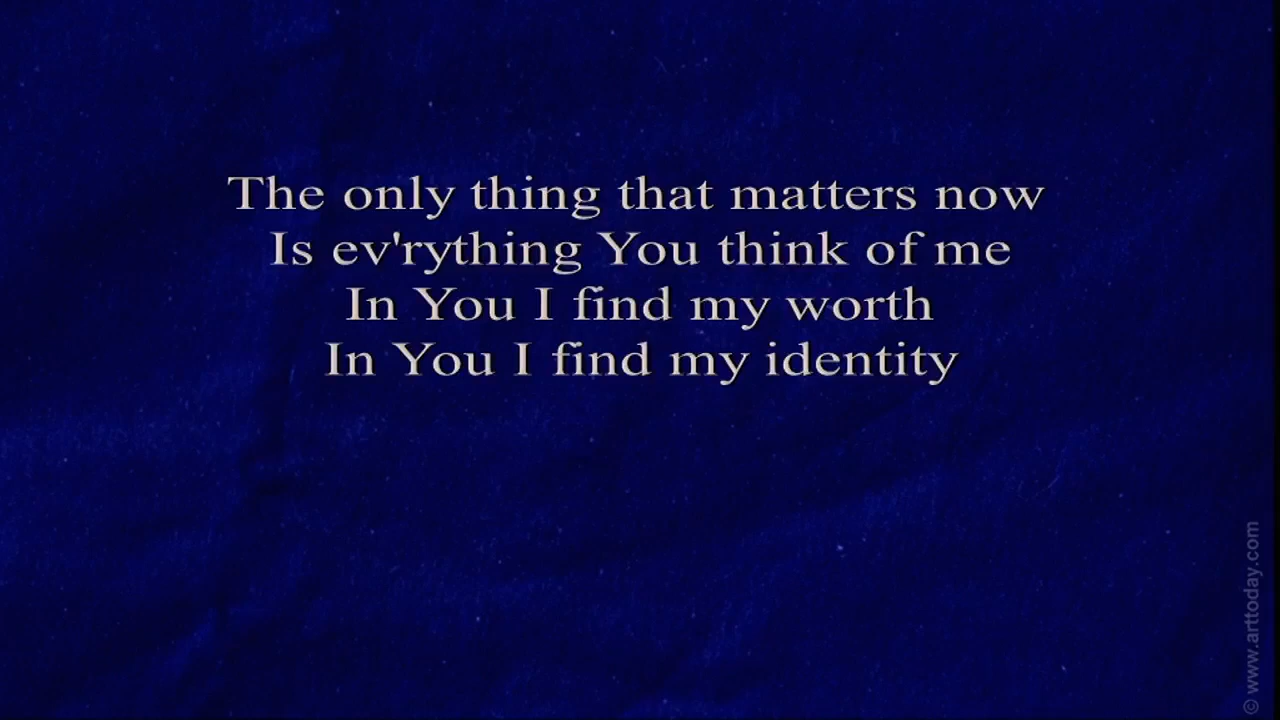 The only thing that matters now
Is ev'rything You think of me
In You I find my worth
In You I find my identity
© www.arttoday.com